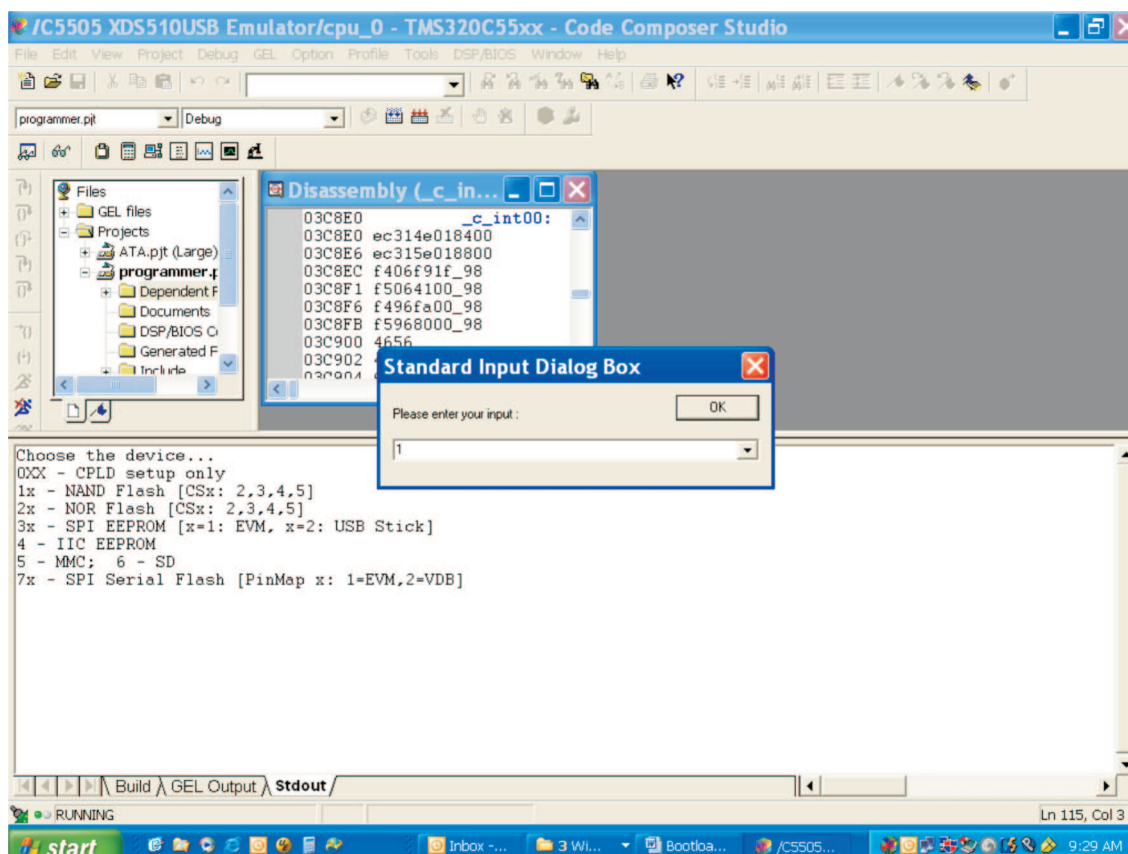 /C5505 XDS510USB Emulator/cpu_0 - TMS320C55xx - Code Composer Studio
File Edit View Project Debug GEL Option Profile Tools DSP/BIOS Window Help
programmer.pjt Debug
Files
GEL files
Projects
ATA.pjt (Large)
programmer.p
Dependent F
Documents
DSP/BIOS Co
Generated F
Include
Disassembly (_c_in...
03C8E0 _c_int00:
03C8E0 ec314e018400
03C8E6 ec315e018800
03C8EC f406f91f_98
03C8F1 f5064100_98
03C8F6 f496fa00_98
03C8FB f5968000_98
03C900 4656
03C902
03C904
Standard Input Dialog Box
Please enter your input :
OK
1
Choose the device...
0XX - CPLD setup only
1x - NAND Flash [CSx: 2,3,4,5]
2x - NOR Flash [CSx: 2,3,4,5]
3x - SPI EEPROM [x=1: EVM, x=2: USB Stick]
4 - IIC EEPROM
5 - MMC; 6 - SD
7x - SPI Serial Flash [PinMap x: 1=EVM,2=VDB]
Build GEL Output Stdout
RUNNING
Ln 115, Col 3
start Inbox -... 3 Wi... Bootloa... /C5505... 9:29 AM